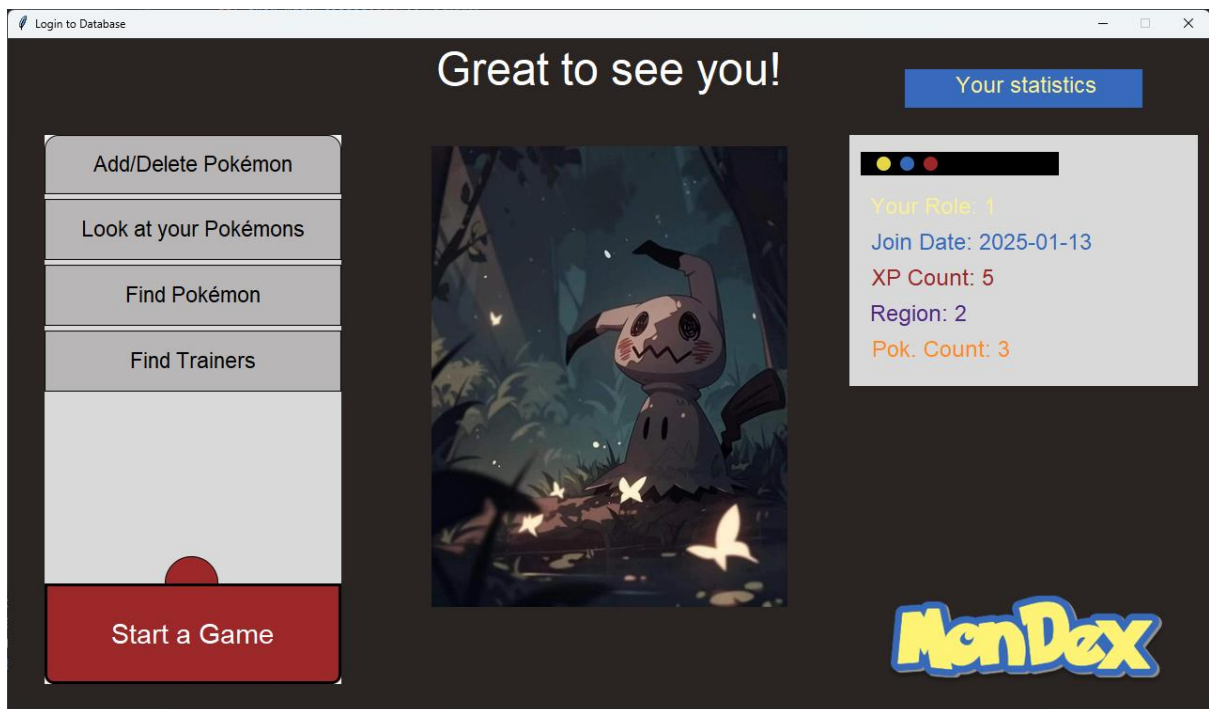 Login to Database
Great to see you!
Your statistics
Add/Delete Pokémon
Look at your Pokémons
Find Pokémon
Find Trainers
Start a Game
Your Role: 1
Join Date: 2025-01-13
XP Count: 5
Region: 2
Pok. Count: 3
MonDex